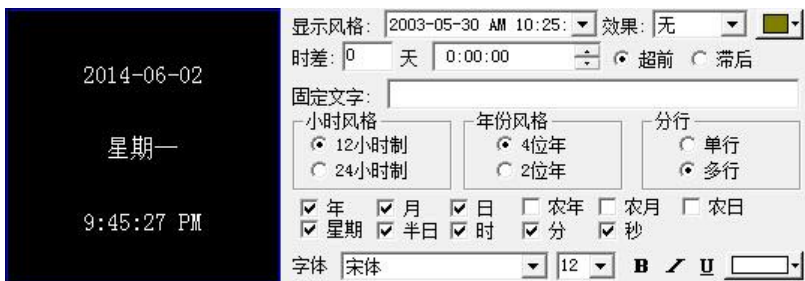 2014-06-02
星期一
9:45:27 PM
显示风格: 2003-05-30 AM 10:25: 效果: 无
时差: 0 天 0:00:00 超前 滞后
固定文字:
小时风格 年份风格 分行
12小时制 4位年 单行
24小时制 2位年 多行
年 月 日 农年 农月 农日
星期 半日 时 分 秒
字体 宋体 12 B I U